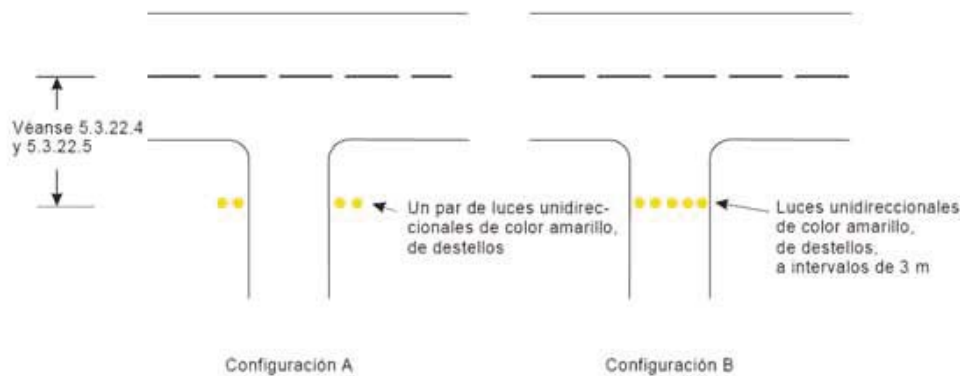 Véanse 5.3.22.4
y 5.3.22.5
Un par de luces unidirec-
cionales de color amarillo,
de destellos
Luces unidireccionales
de color amarillo,
de destellos,
a intervalos de 3 m
Configuración A
Configuración B